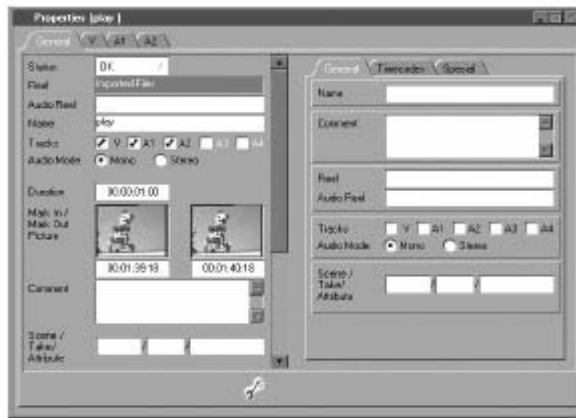 Properties (play )
General V A1 A2
Status OK
Reel Imported Files
Audio Reel
Name play
Tracks V A1 A2 A3 A4
Audio Mode Mono Stereo
Duration 00:00:01:00
Mark In /
Mark Out
Picture
00:01:39:18 00:01:40:18
Comment
Scene /
Take/
Attribute
/ /
General Timecodes Special
Name
Comment
Reel
Audio Reel
Tracks V A1 A2 A3 A4
Audio Mode Mono Stereo
Scene /
Take/
Attribute
/ /